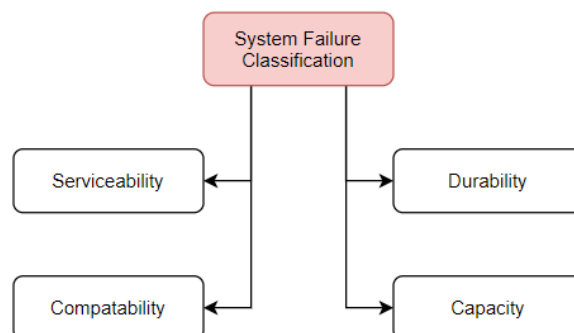 System Failure
Classification
Serviceability
Durability
Compatability
Capacity